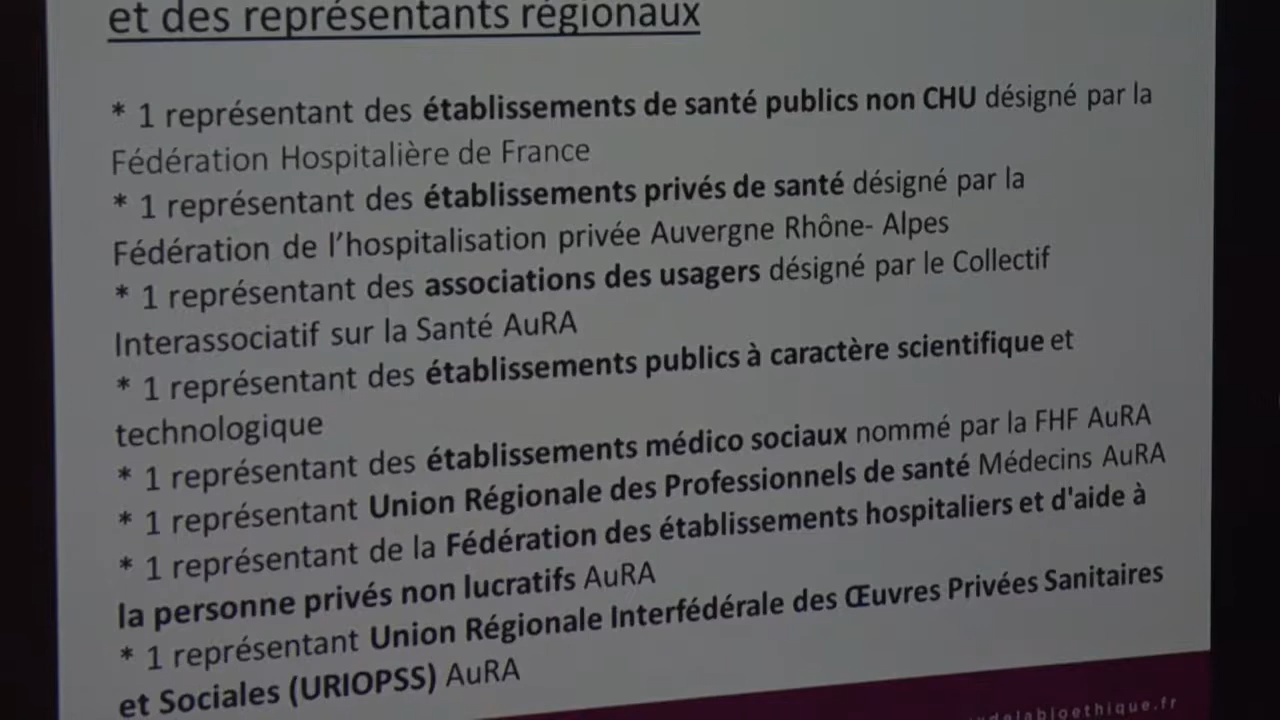 et des représentants régionaux
* 1 représentant des établissements de santé publics non CHU désigné par la
Fédération Hospitalière de France
* 1 représentant des établissements privés de santé désigné par la
Fédération de l'hospitalisation privée Auvergne Rhône- Alpes
* 1 représentant des associations des usagers désigné par le Collectif
Interassociatif sur la Santé AuRA
* 1 représentant des établissements publics à caractère scientifique et
technologique
* 1 représentant des établissements médico sociaux nommé par la FHF AuRA
* 1 représentant Union Régionale des Professionnels de santé Médecins AuRA
* 1 représentant de la Fédération des établissements hospitaliers et d'aide à
la personne privés non lucratifs AuRA
* 1 représentant Union Régionale Interfédérale des Œuvres Privées Sanitaires
et Sociales (URIOPSS) AuRA
delabioethique.fr